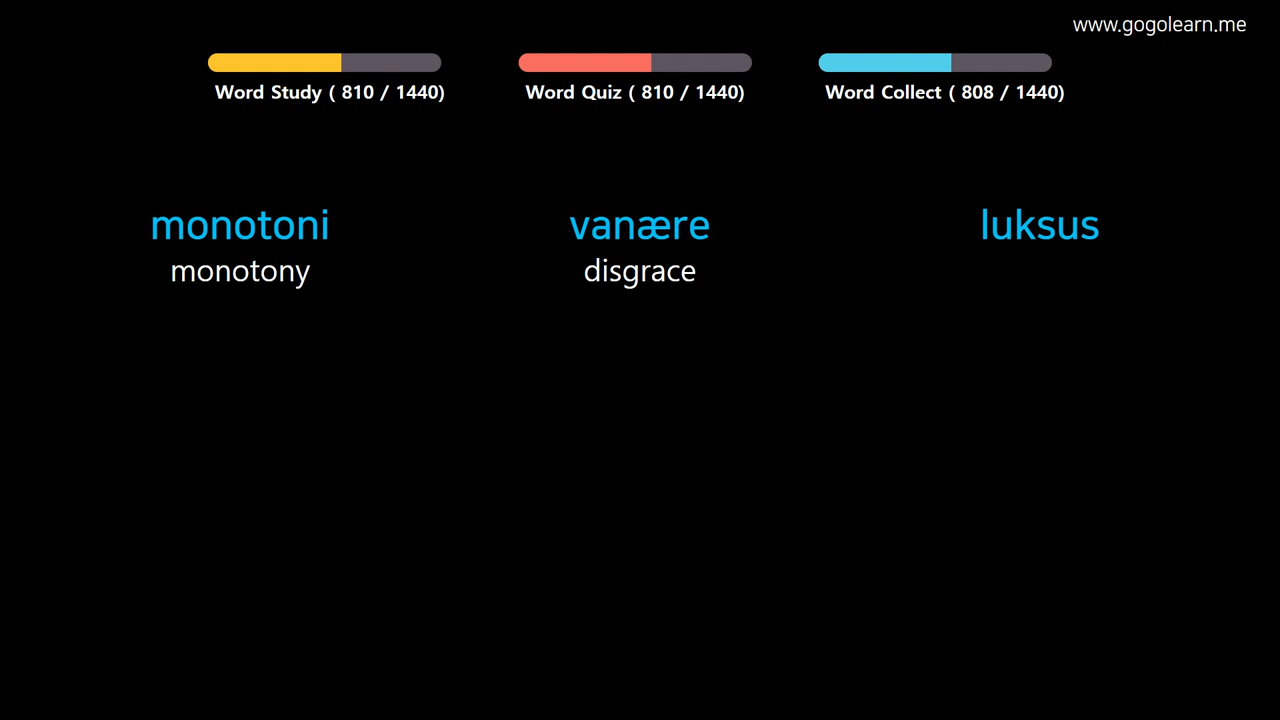 www.gogolearn.me
Word Study ( 810 / 1440)
Word Quiz ( 810 / 1440)
Word Collect ( 808 / 1440)
monotoni
monotony
vanære
disgrace
luksus